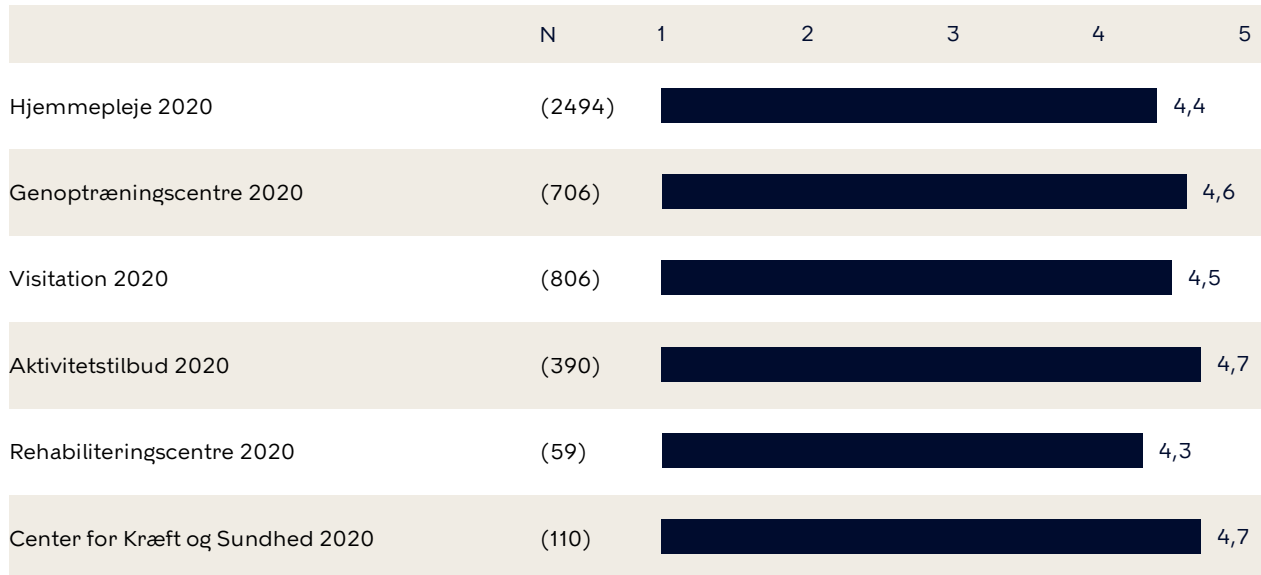 N 1 2 3 4 5
Hjemmepleje 2020 (2494) 4,4
Genoptræningscentre 2020 (706) 4,6
Visitation 2020 (806) 4,5
Aktivitetstilbud 2020 (390) 4,7
Rehabiliteringscentre 2020 (59) 4,3
Center for Kræft og Sundhed 2020 (110) 4,7